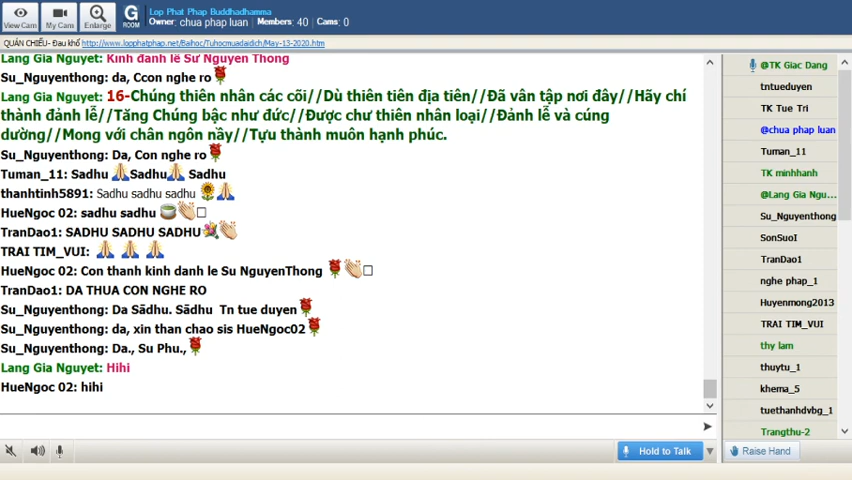 Lop Phat Phap Buddhadhamma
Owner: chua phap luan Members: 40 Cams: 0
View Cam
My Cams
Enlarge
G
ROOM
QUÁN CHIẾU- Đau khổ http://www.lopphatphap.net/Baihoc/Tuhocmuadaidich/May-13-2020.htm
Lang Gia Nguyet: Kinh đanh lê Sư Nguyen Thong
Su_Nguyenthong: da, Ccon nghe ro
Lang Gia Nguyet: 16-Chúng thiên nhân các cõi//Dù thiên tiên địa tiên//Đã vân tập nơi đây//Hãy chí
thành đảnh lễ//Tăng Chúng bậc như đức//Được chư thiên nhân loại//Đảnh lễ và cúng
dường//Mong với chân ngôn nầy//Tựu thành muôn hạnh phúc.
Su_Nguyenthong: Da, Con nghe ro
Tuman_11: Sadhu Sadhu Sadhu
thanhtinh5891: Sadhu sadhu sadhu
HueNgoc 02: sadhu sadhu
TranDao1: SADHU SADHU SADHU
TRAI TIM_VUI:
HueNgoc 02: Con thanh kinh danh le Su NguyenThong
TranDao1: DA THUA CON NGHE RO
Su_Nguyenthong: Da Sādhu. Sādhu Tn tue duyen
Su_Nguyenthong: da, xin than chao sis HueNgoc02
Su_Nguyenthong: Da., Su Phu.,
Lang Gia Nguyet: Hihi
HueNgoc 02: hihi
@TK Giac Dang
tntueduyen
TK Tue Tri
@chua phap luan
Tuman_11
TK minhhanh
@Lang Gia Ngu...
Su_Nguyenthong
SonSuoI
TranDao1
nghe phap_1
Huyenmong2013
TRAI TIM_VUI
thy lam
thuytu_1
khema_5
tuethanhdvbg_1
Trangthu-2
Hold to Talk
Raise Hand